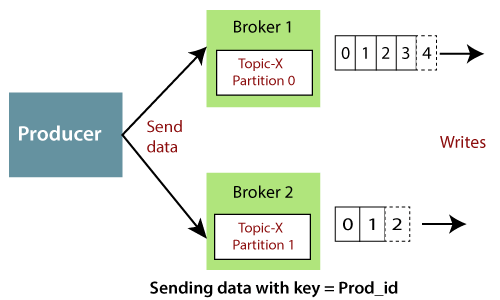 Broker 1
Topic-X
Partition 0
0 1 2 3 4
Producer
Send
data
Writes
Broker 2
Topic-X
Partition 1
0 1 2
Sending data with key = Prod_id